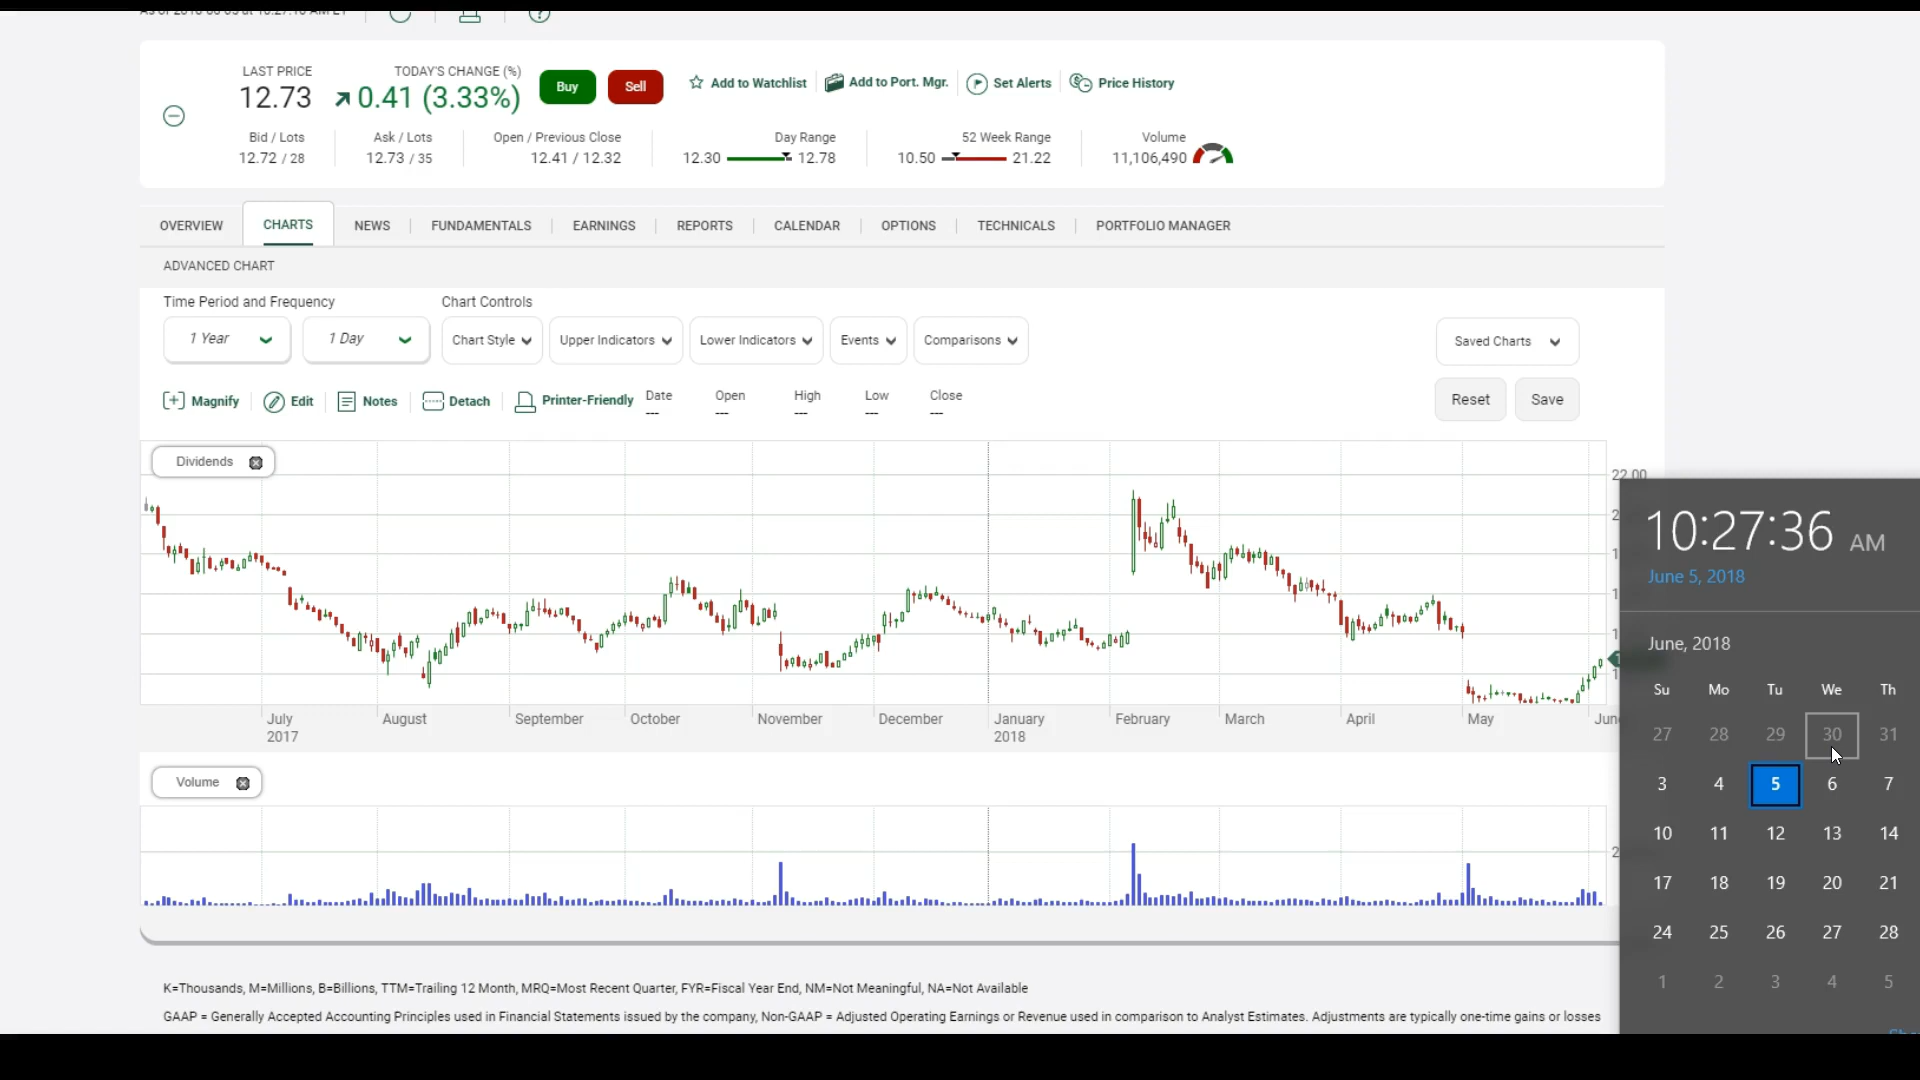 LAST PRICE
12.73
TODAY'S CHANGE (%)
0.41 (3.33%)
Buy
Sell
Add to Watchlist
Add to Port. Mgr.
Set Alerts
Price History
Bid / Lots
12.72 / 28
Ask / Lots
12.73 / 35
Open / Previous Close
12.41 / 12.32
Day Range
12.30
12.78
52 Week Range
10.50
21.22
Volume
11,106,490
OVERVIEW
CHARTS
NEWS
FUNDAMENTALS
EARNINGS
REPORTS
CALENDAR
OPTIONS
TECHNICALS
PORTFOLIO MANAGER
ADVANCED CHART
Time Period and Frequency
Chart Controls
1 Year
1 Day
Chart Style
Upper Indicators
Lower Indicators
Events
Comparisons
Saved Charts
Magnify
Edit
Notes
Detach
Printer-Friendly
Date
---
Open
---
High
---
Low
---
Close
---
Reset
Save
Dividends
22.00
July
2017
August
September
October
November
December
January
2018
February
March
April
May
Volume
10:27:36 AM
June 5, 2018
June, 2018
Su Mo Tu We Th
27 28 29 30 31
3 4 5 6 7
10 11 12 13 14
17 18 19 20 21
24 25 26 27 28
1 2 3 4 5
K=Thousands, M=Millions, B=Billions, TTM=Trailing 12 Month, MRQ=Most Recent Quarter, FYR=Fiscal Year End, NM=Not Meaningful, NA=Not Available
GAAP = Generally Accepted Accounting Principles used in Financial Statements issued by the company, Non-GAAP = Adjusted Operating Earnings or Revenue used in comparison to Analyst Estimates. Adjustments are typically one-time gains or losses